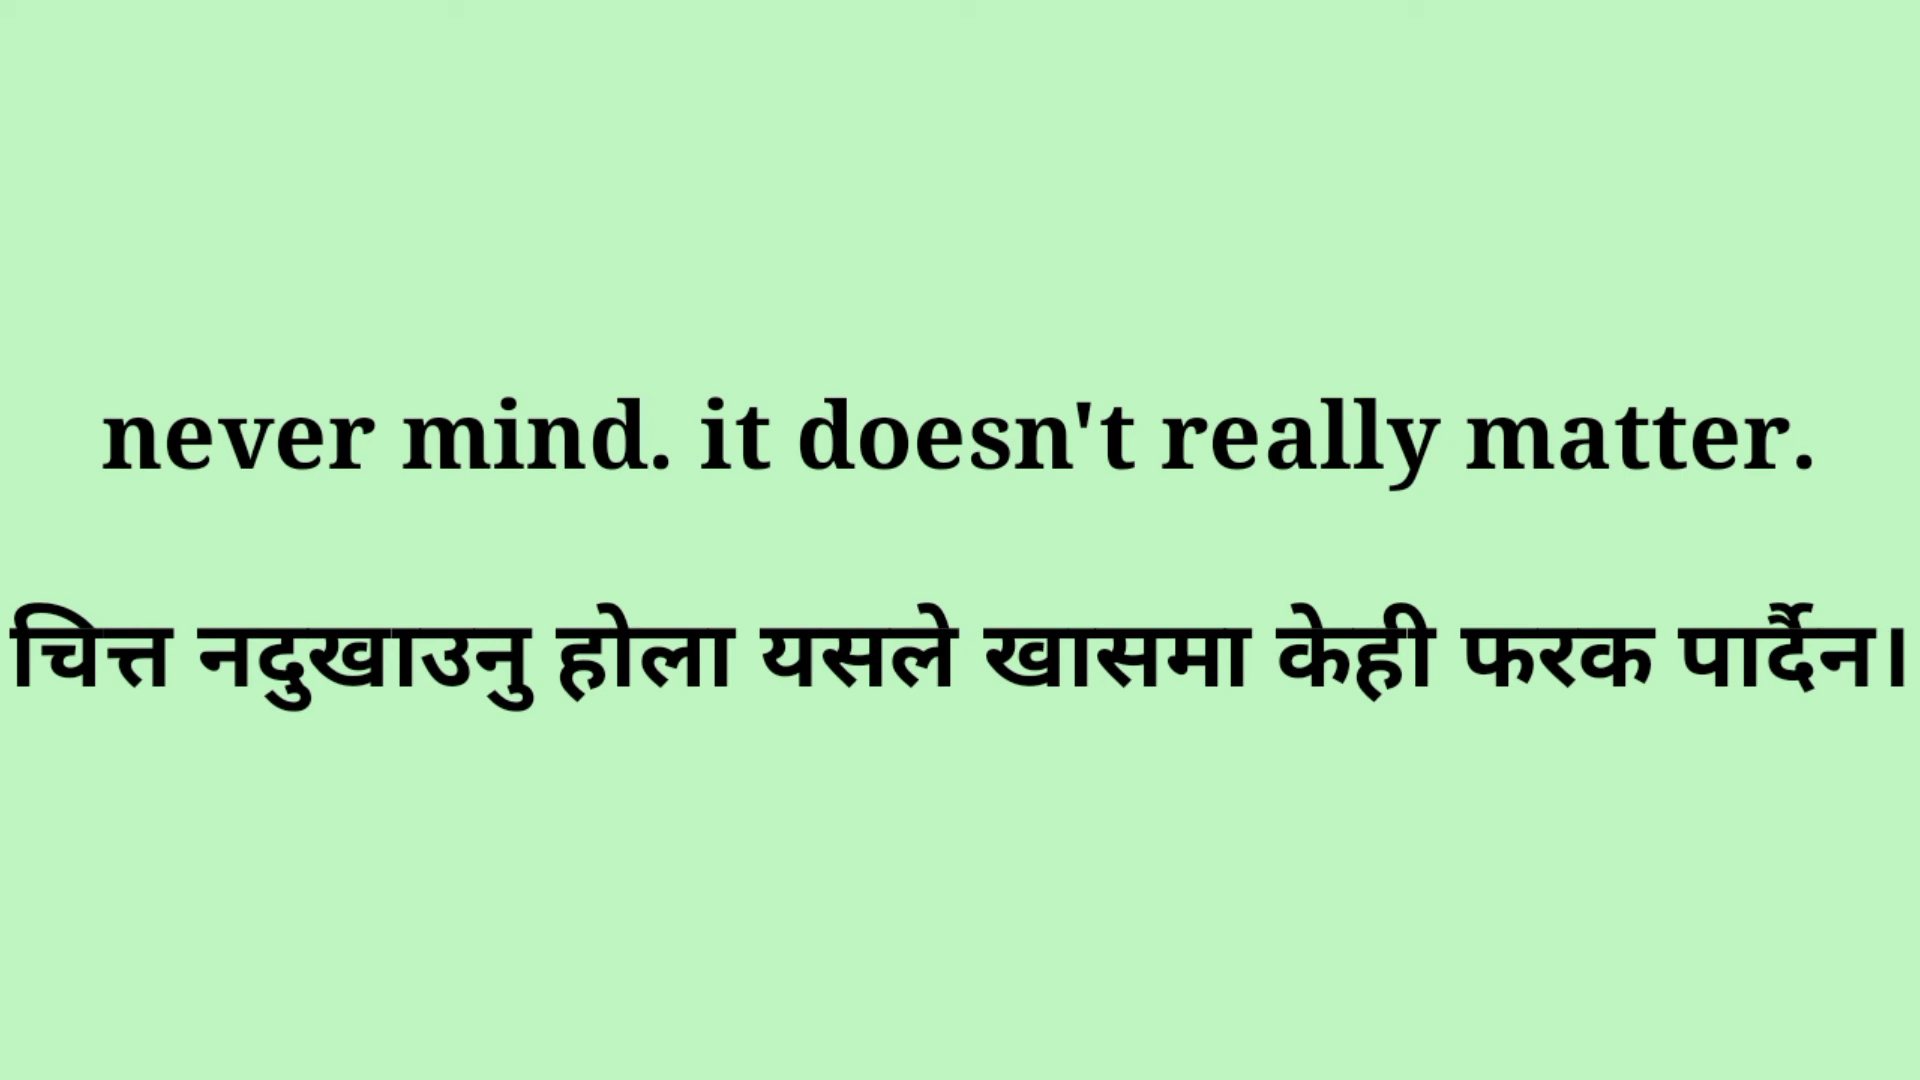 never mind. it doesn't really matter.
चित्त नदुखाउनु होला यसले खासमा केही फरक पार्दैन।